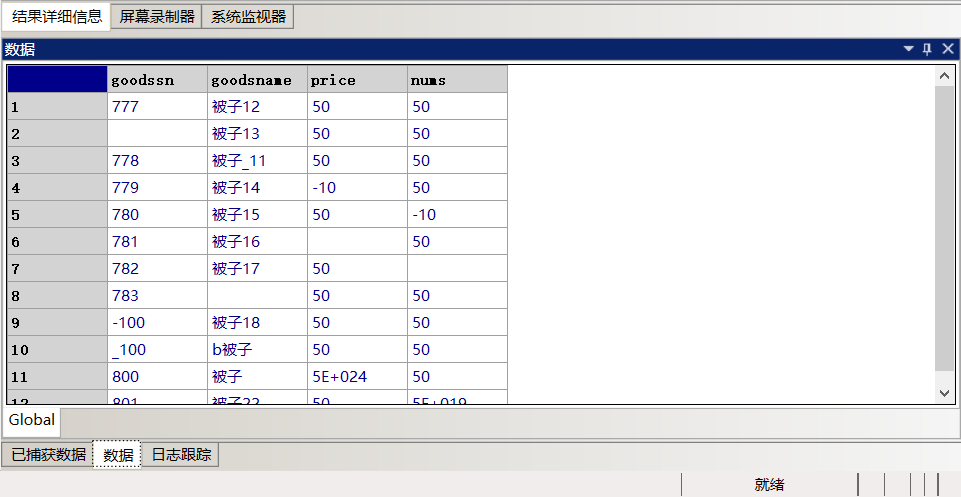 结果详细信息 屏幕录制器 系统监视器
数据
goodssn goodsname price nums
1 777 被子12 50 50
2 被子13 50 50
3 778 被子_11 50 50
4 779 被子14 -10 50
5 780 被子15 50 -10
6 781 被子16 50
7 782 被子17 50
8 783 50 50
9 -100 被子18 50 50
10 _100 b被子 50 50
11 800 被子 5E+024 50
12 801 被子22 50 5E+019
Global
已捕获数据 数据 日志跟踪
就绪